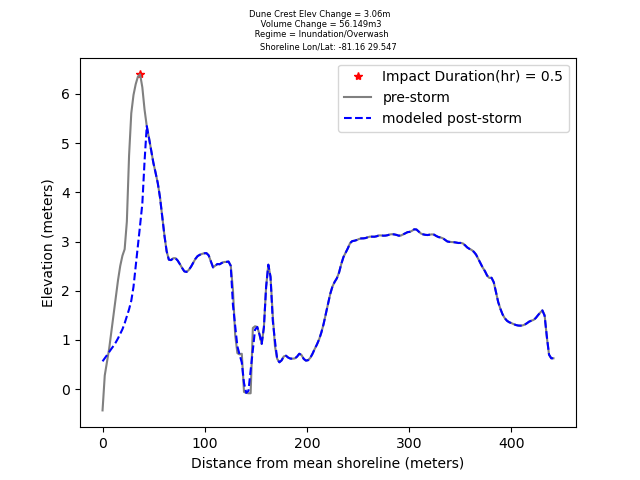 Dune Crest Elev Change = 3.06m
Volume Change = 56.149m3
Regime = Inundation/Overwash
Shoreline Lon/Lat: -81.16 29.547
Impact Duration(hr) = 0.5
pre-storm
modeled post-storm
Elevation (meters)
6
5
4
3
2
1
0
0 100 200 300 400
Distance from mean shoreline (meters)